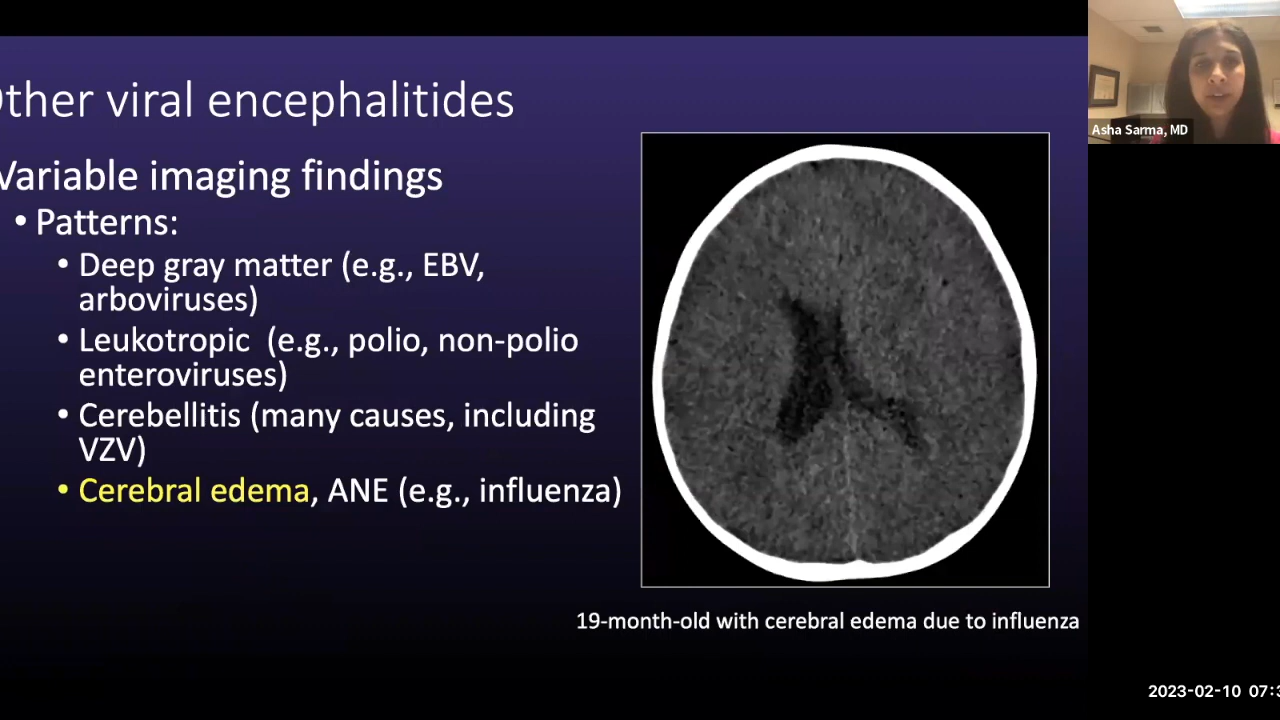 Other viral encephalitides
Variable imaging findings
• Patterns:
• Deep gray matter (e.g., EBV,
arboviruses)
• Leukotropic (e.g., polio, non-polio
enteroviruses)
• Cerebellitis (many causes, including
VZV)
• Cerebral edema, ANE (e.g., influenza)
19-month-old with cerebral edema due to influenza
Asha Sarma, MD
2023-02-10 07:3